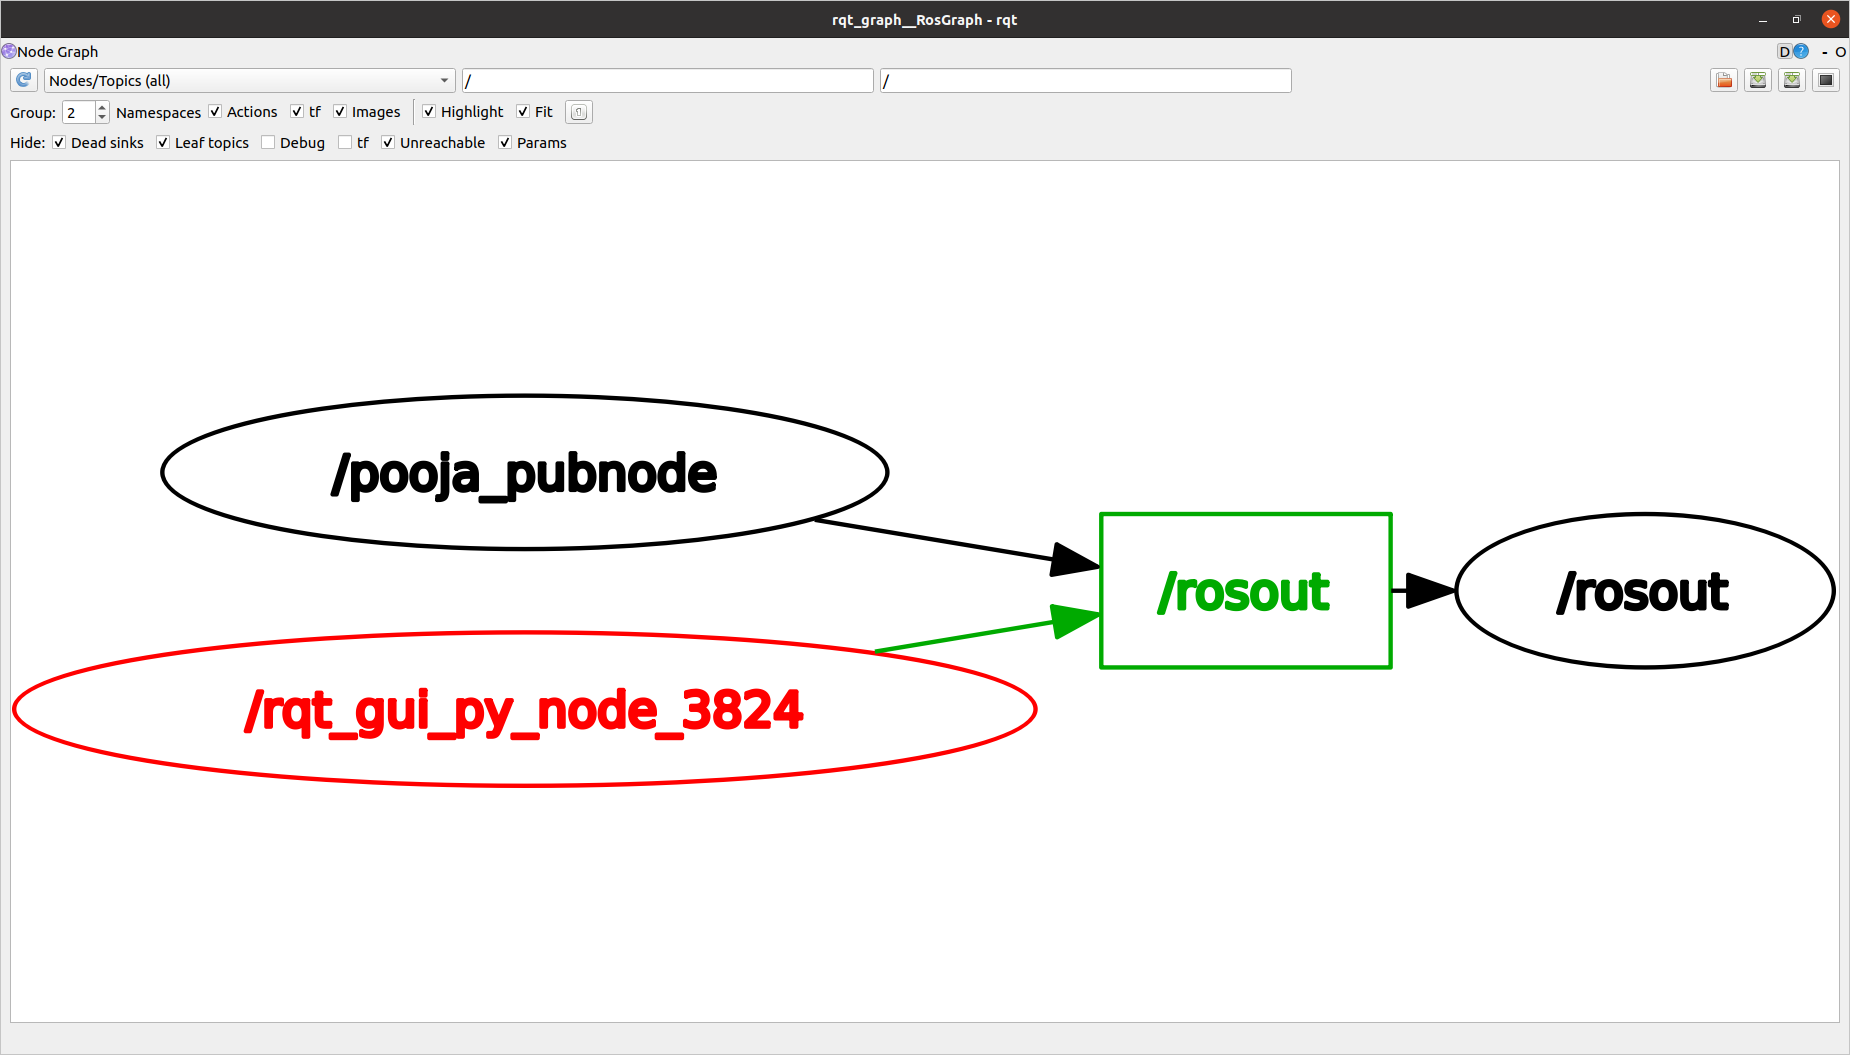 rqt_graph__RosGraph - rqt
Node Graph
D ? - O
Nodes/Topics (all) / /
Group: 2 Namespaces Actions tf Images Highlight Fit
Hide: Dead sinks Leaf topics Debug tf Unreachable Params
/pooja_pubnode
/rosout
/rosout
/rqt_gui_py_node_3824